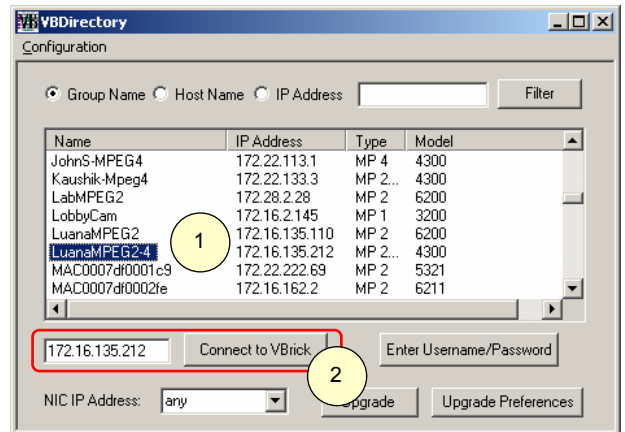 VBDirectory
Configuration
Group Name Host Name IP Address Filter
Name IP Address Type Model
JohnS-MPEG4 172.22.113.1 MP 4 4300
Kaushik-Mpeg4 172.22.133.3 MP 2... 4300
LabMPEG2 172.28.2.28 MP 2 6200
LobbyCam 172.16.2.145 MP 1 3200
LuanaMPEG2 172.16.135.110 MP 2 6200
LuanaMPEG2-4 172.16.135.212 MP 2... 4300
MAC0007df0001c9 172.22.222.69 MP 2 5321
MAC0007df0002fe 172.16.162.2 MP 2 6211
1
172.16.135.212 Connect to VBrick Enter Username/Password
2
NIC IP Address: any Upgrade Upgrade Preferences